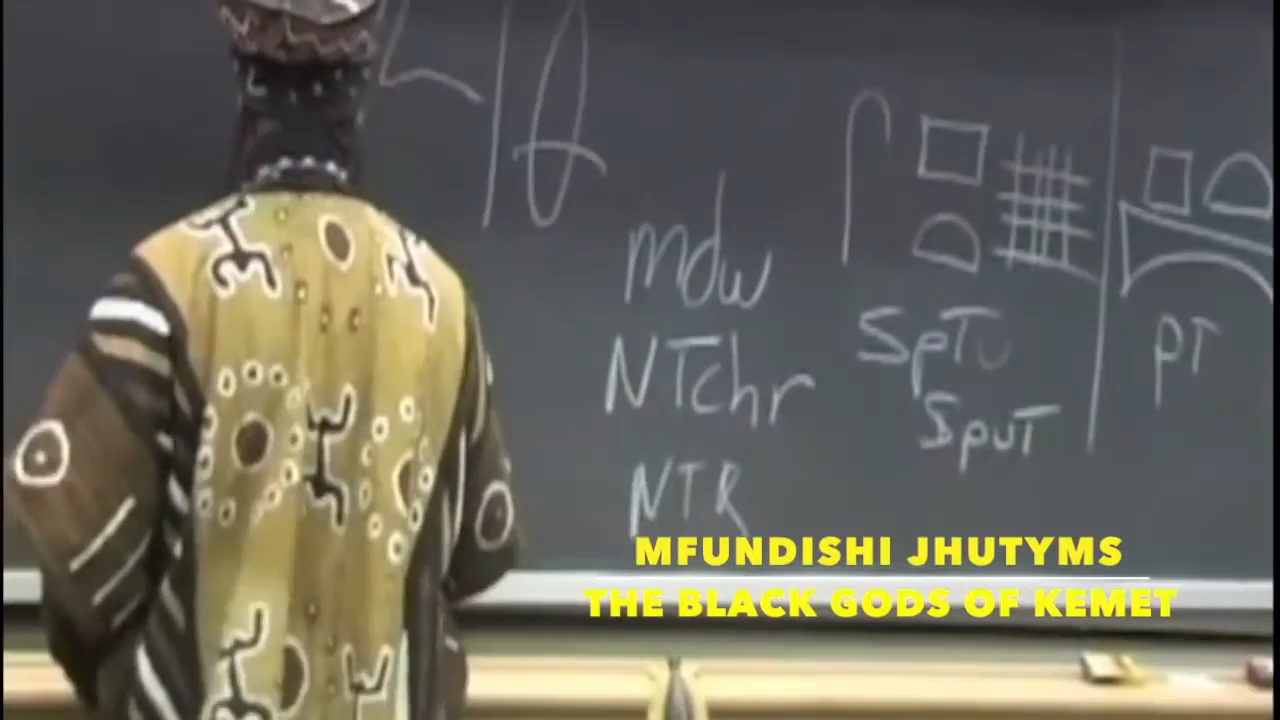 mdw
NTchr
NTR
SpTu
SpuT
PT
MFUNDISHI JHUTYMS
THE BLACK GODS OF KEMET